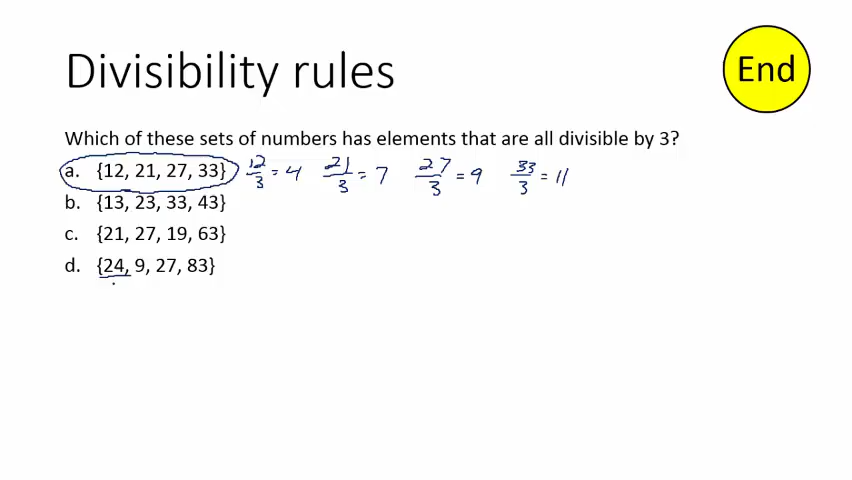 Divisibility rules
End
Which of these sets of numbers has elements that are all divisible by 3?
a. {12, 21, 27, 33} 12/3 = 4 21/3 = 7 27/3 = 9 33/3 = 11
b. {13, 23, 33, 43}
c. {21, 27, 19, 63}
d. {24, 9, 27, 83}